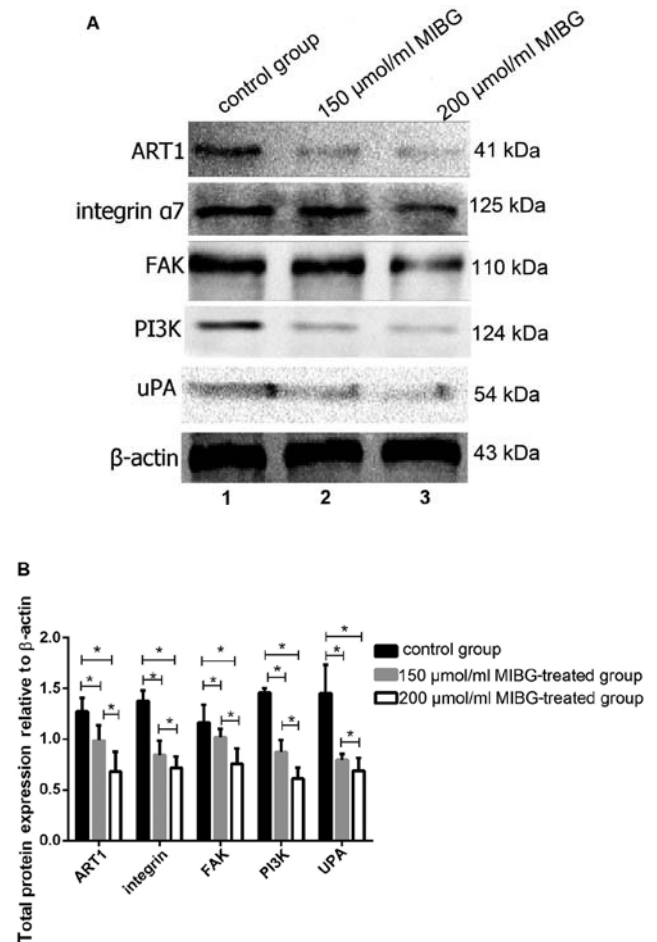 A
control group
150 μmol/ml MIBG
200 μmol/ml MIBG
ART1 41 kDa
integrin α7 125 kDa
FAK 110 kDa
PI3K 124 kDa
uPA 54 kDa
β-actin 43 kDa
1 2 3
B
Total protein expression relative to β-actin
2.0
1.5
1.0
0.5
0.0
* * * * * * * * * * * * * * *
control group
150 μmol/ml MIBG-treated group
200 μmol/ml MIBG-treated group
ART1 integrin FAK PI3K UPA